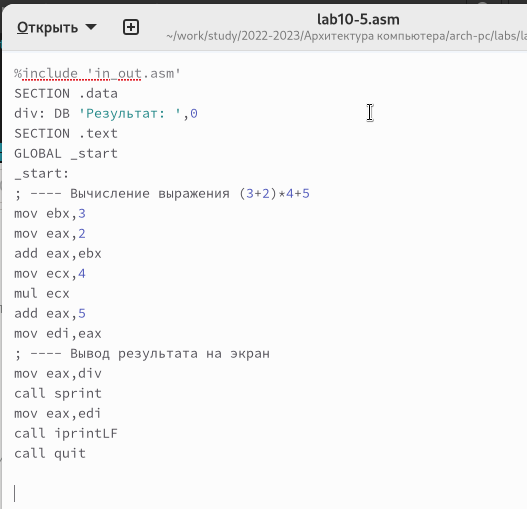 Открыть
lab10-5.asm
~/work/study/2022-2023/Архитектура компьютера/arch-pc/labs/
%include 'in_out.asm'
SECTION .data
div: DB 'Результат: ',0
SECTION .text
GLOBAL _start
_start:
; ---- Вычисление выражения (3+2)*4+5
mov ebx,3
mov eax,2
add eax,ebx
mov ecx,4
mul ecx
add eax,5
mov edi,eax
; ---- Вывод результата на экран
mov eax,div
call sprint
mov eax,edi
call iprintLF
call quit